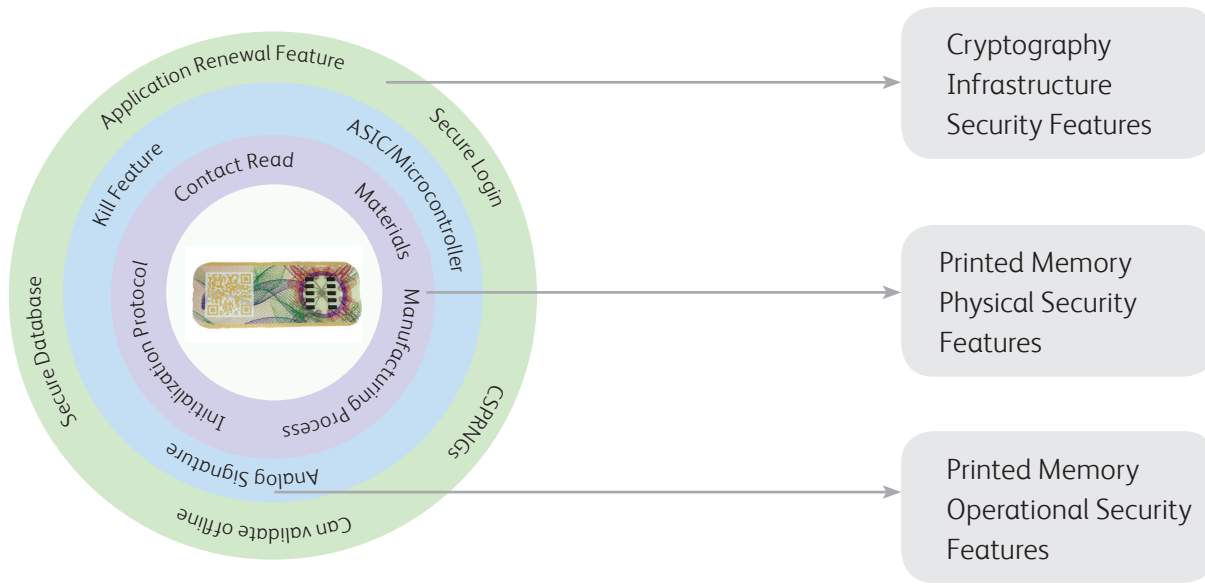 Application Renewal Feature
Secure Login
CSPRNGs
Can validate offline
Secure Database
Kill Feature
ASIC/Microcontroller
Analog Signature
Contact Read
Materials
Manufacturing Process
Initialization Protocol
Cryptography
Infrastructure
Security Features
Printed Memory
Physical Security
Features
Printed Memory
Operational Security
Features